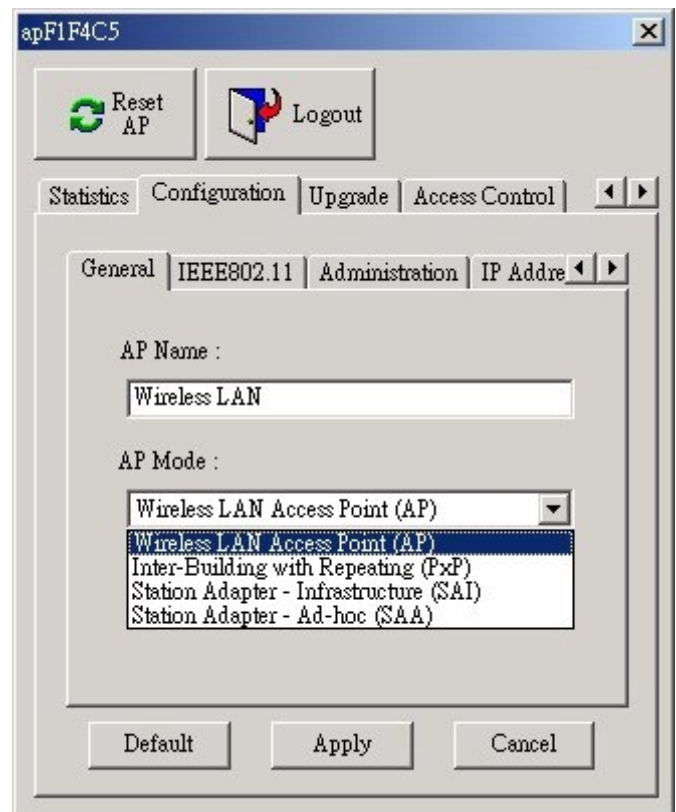 apF1F4C5
Reset
AP
Logout
Statistics Configuration Upgrade Access Control
General IEEE802.11 Administration IP Addre
AP Name :
Wireless LAN
AP Mode :
Wireless LAN Access Point (AP)
Wireless LAN Access Point (AP)
Inter-Building with Repeating (PxP)
Station Adapter - Infrastructure (SAI)
Station Adapter - Ad-hoc (SAA)
Default Apply Cancel